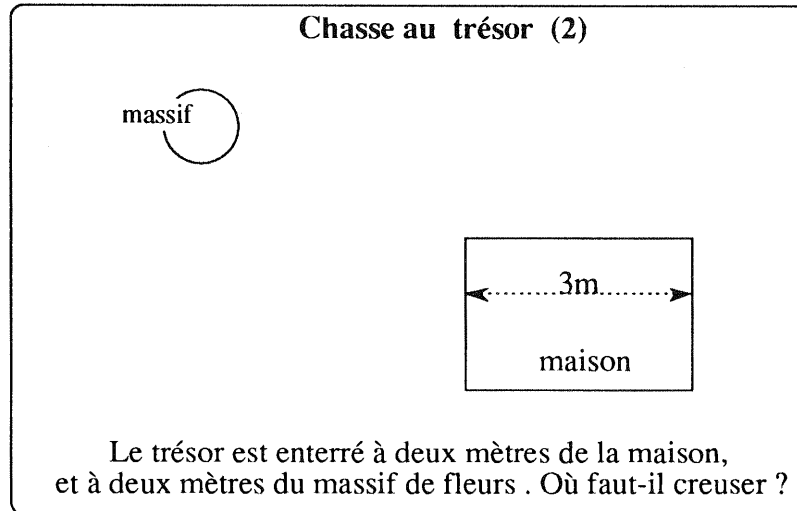 Chasse au trésor (2)
massif
3m
maison
Le trésor est enterré à deux mètres de la maison,
et à deux mètres du massif de fleurs . Où faut-il creuser ?